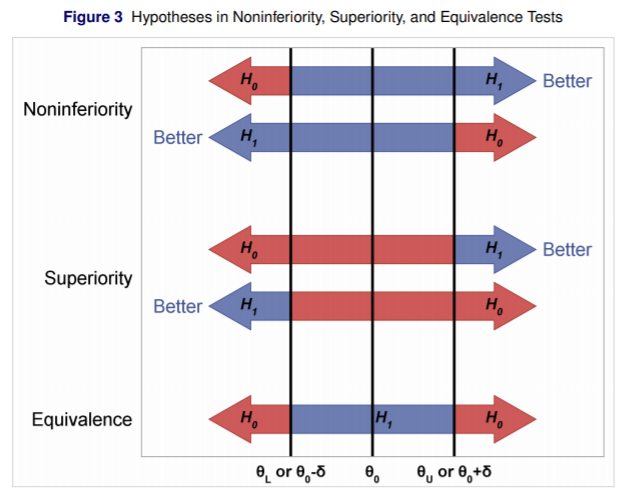 Figure 3 Hypotheses in Noninferiority, Superiority, and Equivalence Tests
H₀ H₁ Better
Noninferiority
Better H₁ H₀
H₀ H₁ Better
Superiority
Better H₁ H₀
Equivalence H₀ H₁ H₀
θL or θ₀-δ θ₀ θU or θ₀+δ